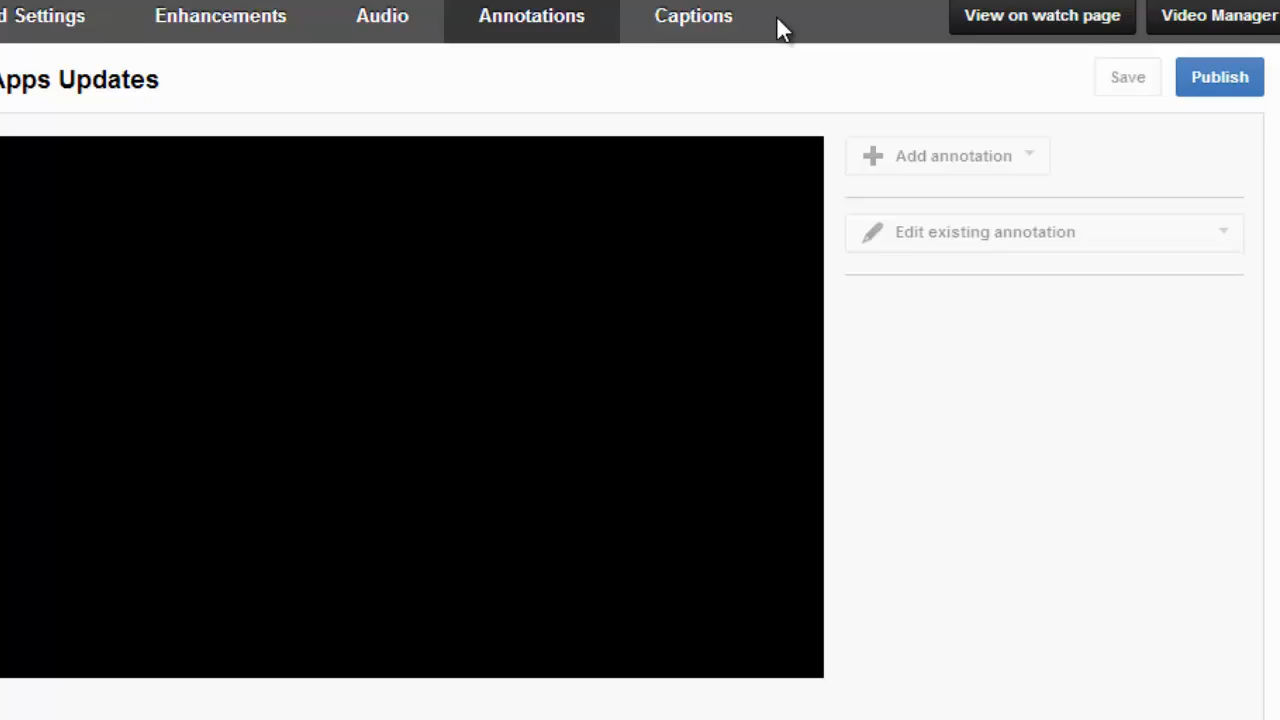 d Settings Enhancements Audio Annotations Captions View on watch page Video Manager
Apps Updates Save Publish
Add annotation
Edit existing annotation